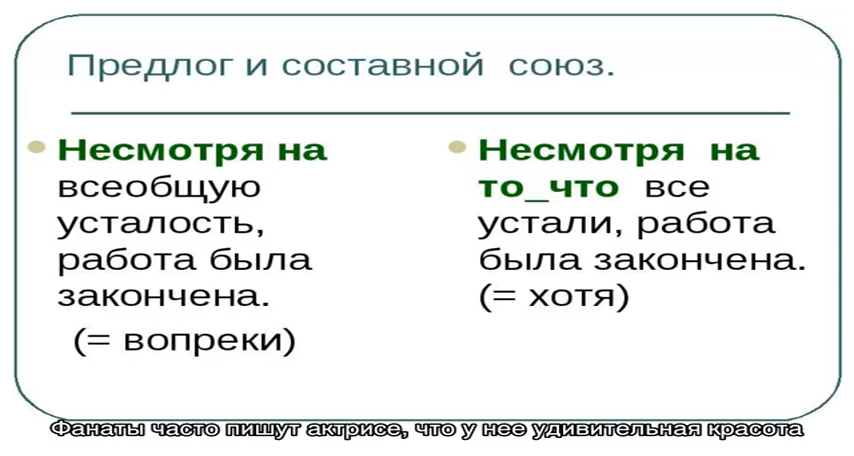 Предлог и составной союз.
Несмотря на
всеобщую
усталость,
работа была
закончена.
(= вопреки)
Несмотря на
то_что все
устали, работа
была закончена.
(= хотя)
Фанаты часто пишут актрисе, что у нее удивительная красота